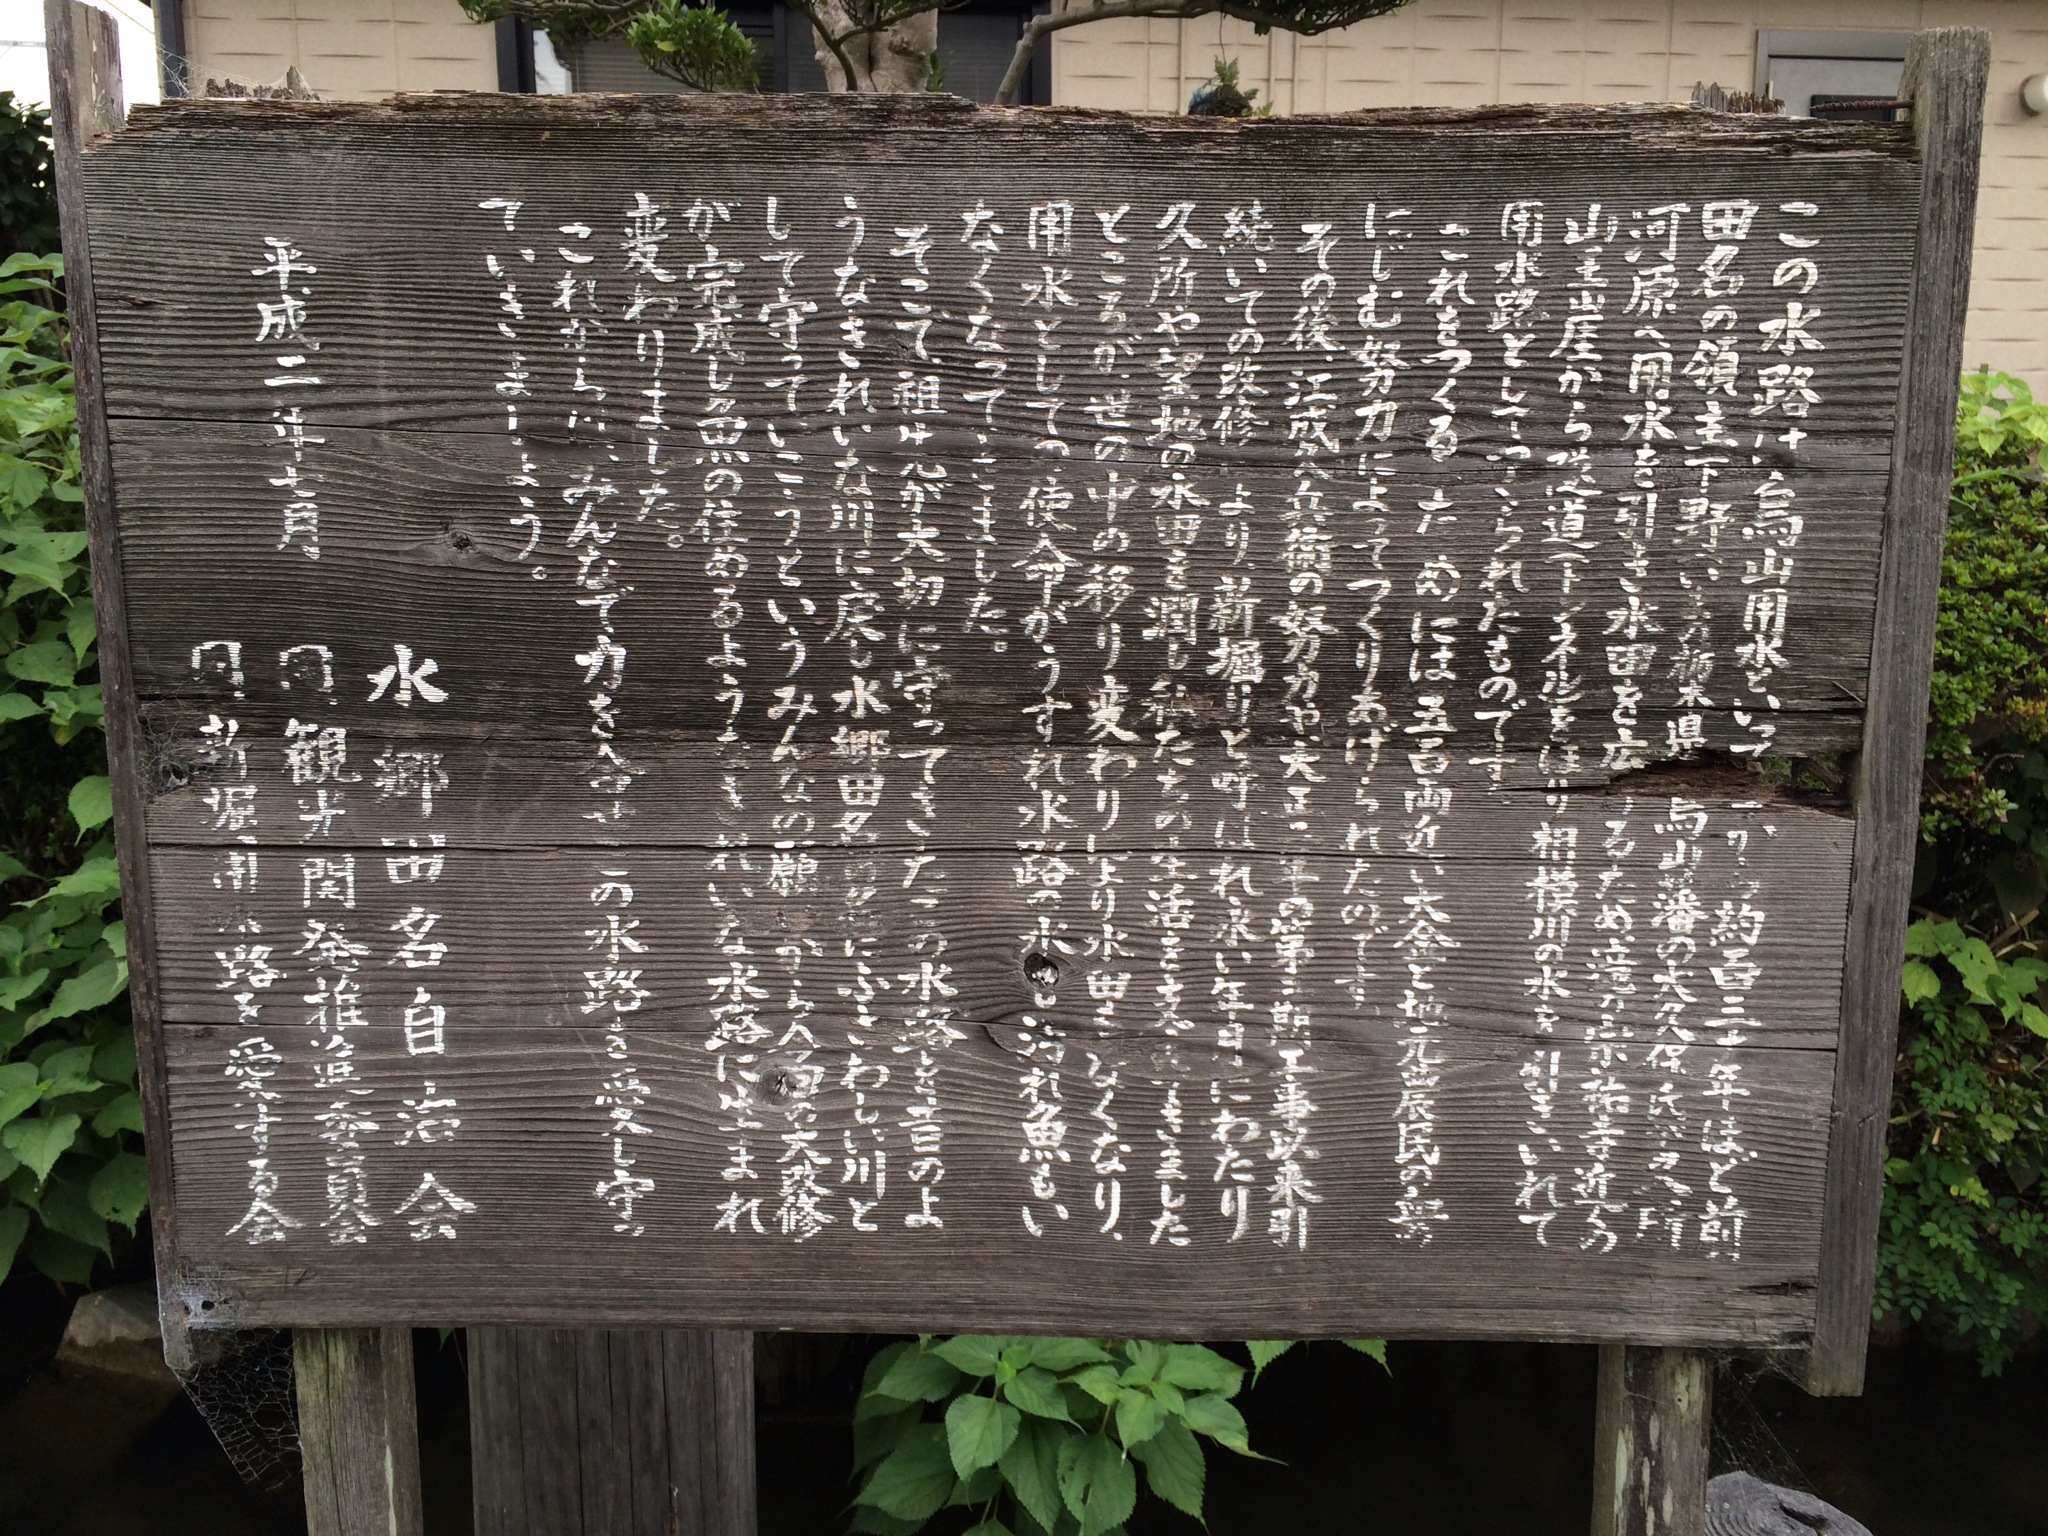 この水路は烏山用水といって 約百三十年ほど前
田名の領主下野い まの栃木県 烏山藩の大久保氏が久所
河原へ用水を引き水田を広げるため滝の宗祐寺近の
山王崖から隧道(トンネル)をほり相模川の水を引きいれて
用水路としてつくられたものです
これをつくるためには五百両近い大金と地元農民の血
にじむ努力によってつくりあげられたのです
その後、江成久兵衛の努力や、大正二年の第二期工事以来引
続いての改修により、新堀りと呼ばれ永い年月にわたり
久所や望地の水田を潤し私たちの生活を支えてきました
ところが、世の中の移り変わりにより水田もなくなり、
用水としての使命がうすれ水路の水も汚れ魚もい
なくなってきました。
そこで、祖先が大切に守ってきたこの水路を昔のよ
うなきれいな川に戻し水郷田名 にふさわしい川と
して守っていこうというみんなの願いから今回の大改修
が完成し魚の住めるようなきれいな水路に生まれ
変わりました。
これからは、みんなで力を合せこの水路を愛し守っ
ていきましょう。
平成二年七月
水郷田名自治会
同 観光開発推進委員会
同 新堀用水路を愛する会